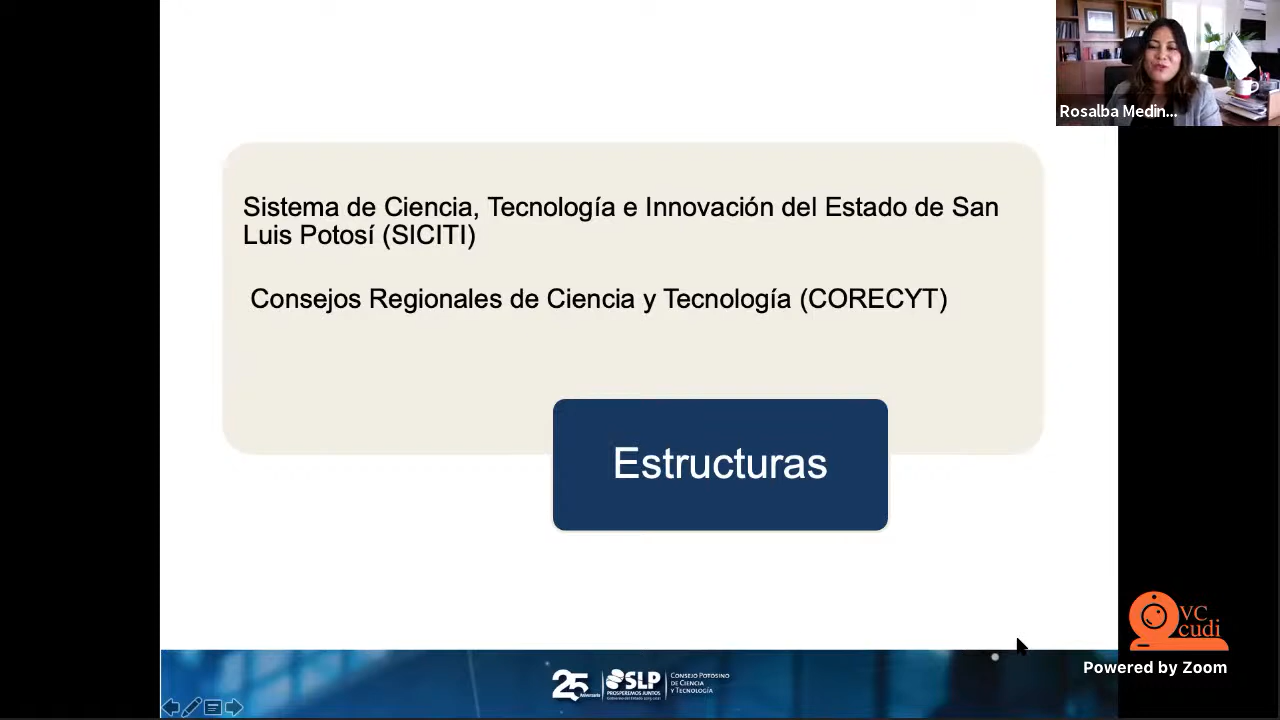 Rosalba Medin...
Sistema de Ciencia, Tecnología e Innovación del Estado de San
Luis Potosí (SICITI)
Consejos Regionales de Ciencia y Tecnología (CORECYT)
Estructuras
VC
cudi
Powered by Zoom
25
Aniversario
SLP
PROSPEREMOS JUNTOS
CONSEJO POTOSINO
DE CIENCIA
Y TECNOLOGÍA